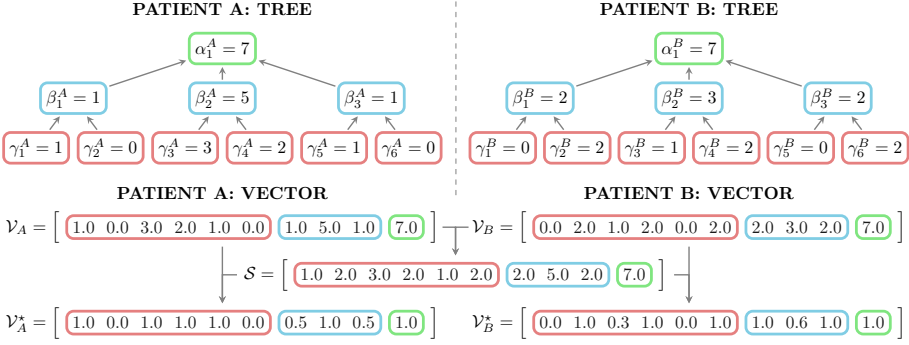 PATIENT A: TREE PATIENT B: TREE
α₁ᴬ = 7 α₁ᴮ = 7
β₁ᴬ = 1 β₂ᴬ = 5 β₃ᴬ = 1 β₁ᴮ = 2 β₂ᴮ = 3 β₃ᴮ = 2
γ₁ᴬ = 1 γ₂ᴬ = 0 γ₃ᴬ = 3 γ₄ᴬ = 2 γ₅ᴬ = 1 γ₆ᴬ = 0 γ₁ᴮ = 0 γ₂ᴮ = 2 γ₃ᴮ = 1 γ₄ᴮ = 2 γ₅ᴮ = 0 γ₆ᴮ = 2
PATIENT A: VECTOR PATIENT B: VECTOR
𝒱_A = [ 1.0 0.0 3.0 2.0 1.0 0.0 1.0 5.0 1.0 7.0 ] 𝒱_B = [ 0.0 2.0 1.0 2.0 0.0 2.0 2.0 3.0 2.0 7.0 ]
𝒮 = [ 1.0 2.0 3.0 2.0 1.0 2.0 2.0 5.0 2.0 7.0 ]
𝒱_A^⋆ = [ 1.0 0.0 1.0 1.0 1.0 0.0 0.5 1.0 0.5 1.0 ] 𝒱_B^⋆ = [ 0.0 1.0 0.3 1.0 0.0 1.0 1.0 0.6 1.0 1.0 ]